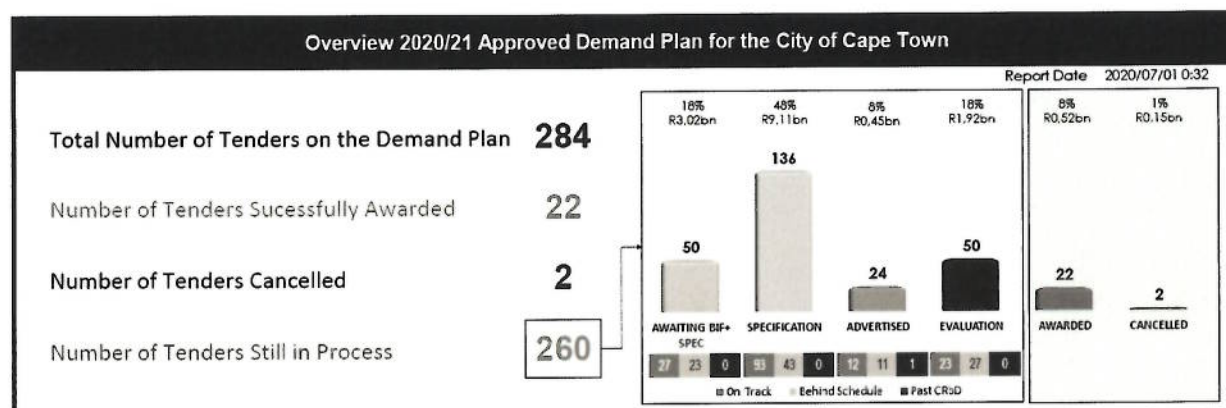 Overview 2020/21 Approved Demand Plan for the City of Cape Town
Report Date 2020/07/01 0:32
Total Number of Tenders on the Demand Plan 284
Number of Tenders Sucessfully Awarded 22
Number of Tenders Cancelled 2
Number of Tenders Still in Process 260
18% 48% 8% 18% 8% 1%
R3,02bn R9,11bn R0,45bn R1,92bn R0,52bn R0,15bn
50 136 24 50 22 2
AWAITING BIF+ SPECIFICATION ADVERTISED EVALUATION AWARDED CANCELLED
SPEC
27 23 0 93 43 0 12 11 1 23 27 0
On Track Behind Schedule Past CRbD